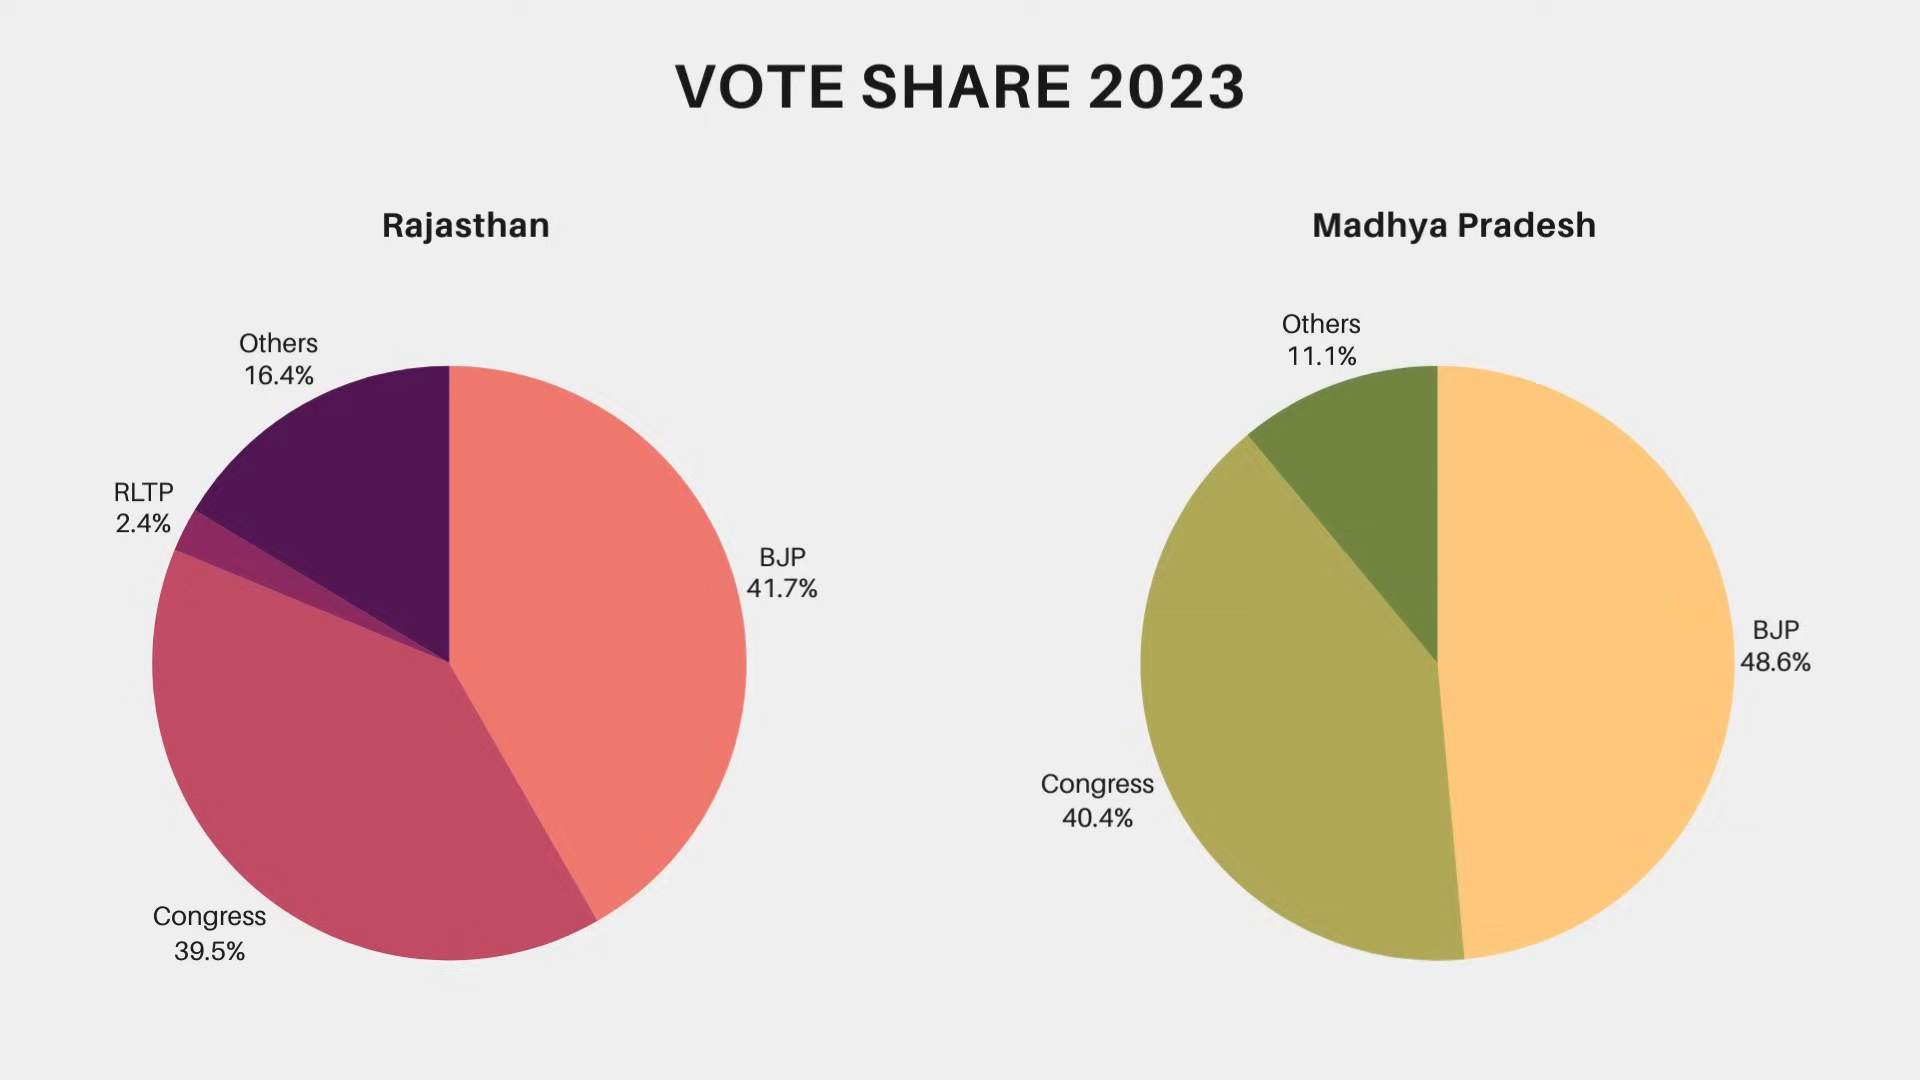 VOTE SHARE 2023
Rajasthan
Others
16.4%
RLTP
2.4%
BJP
41.7%
Congress
39.5%
Madhya Pradesh
Others
11.1%
BJP
48.6%
Congress
40.4%